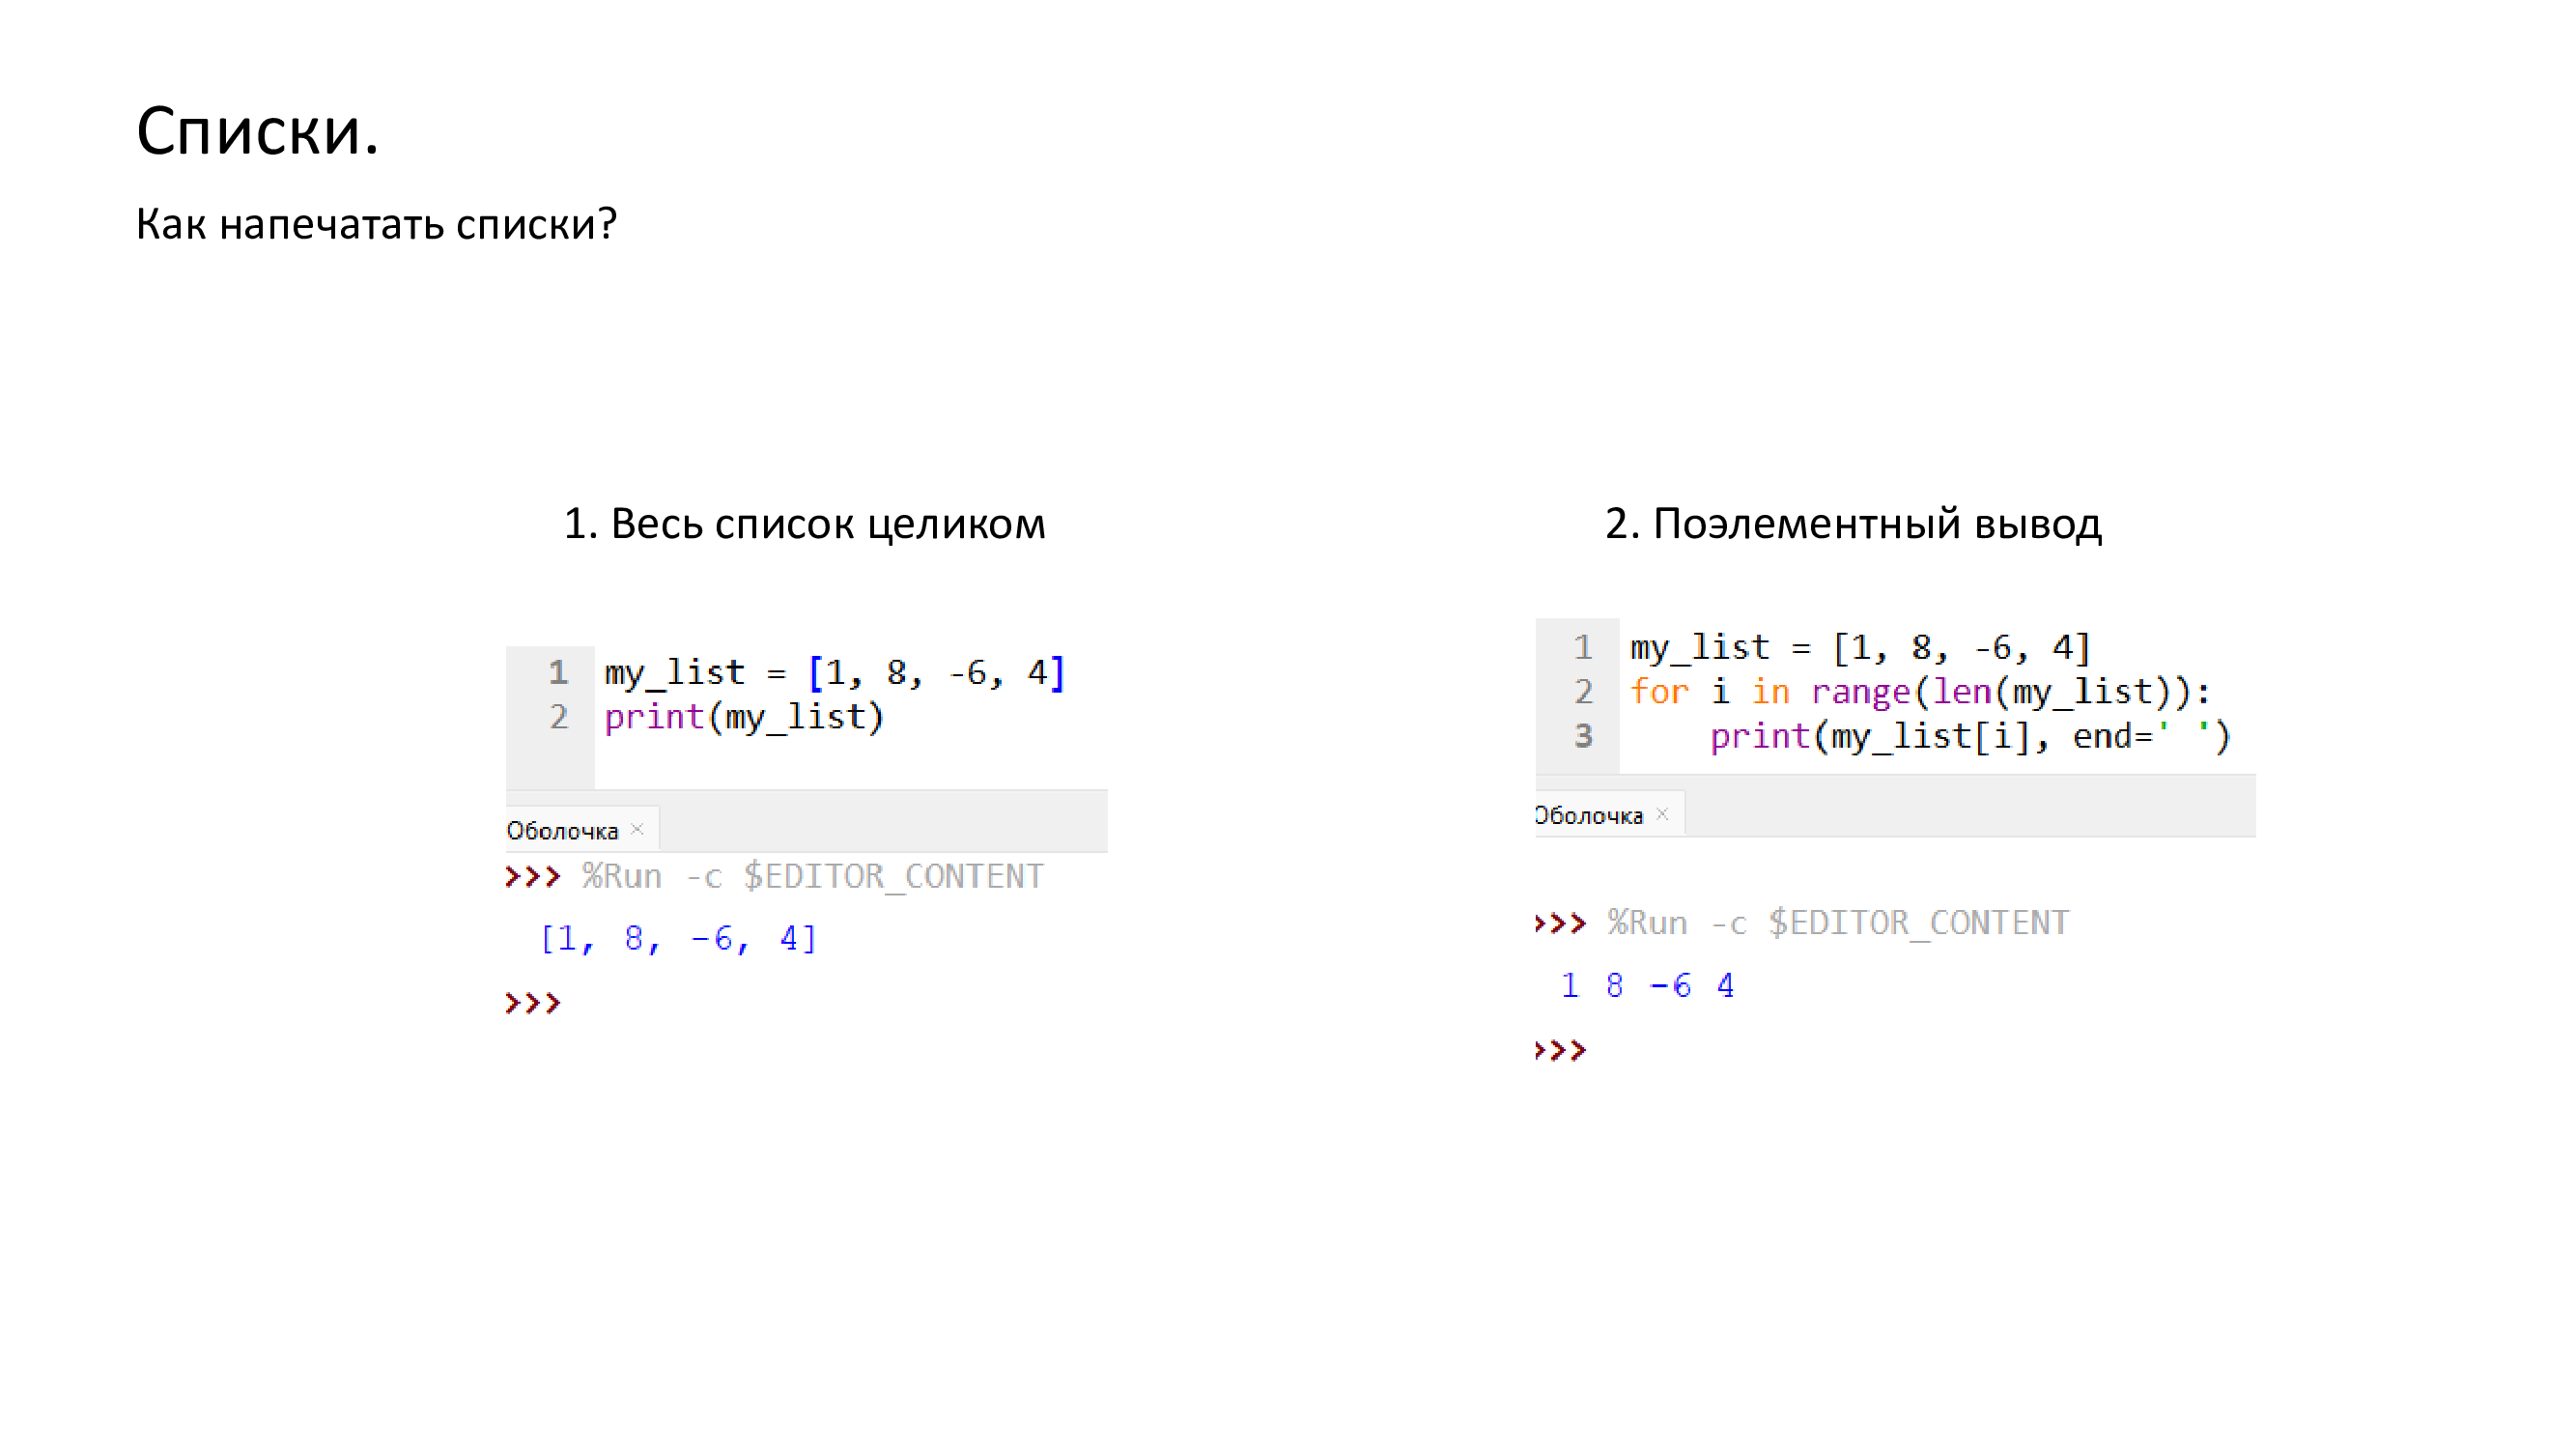 Списки.
Как напечатать списки?
1. Весь список целиком
1 my_list = [1, 8, -6, 4]
2 print(my_list)
Оболочка ×
>>> %Run -c $EDITOR_CONTENT
[1, 8, -6, 4]
>>>
2. Поэлементный вывод
1 my_list = [1, 8, -6, 4]
2 for i in range(len(my_list)):
3     print(my_list[i], end=' ')
Оболочка ×
>>> %Run -c $EDITOR_CONTENT
1 8 -6 4
>>>